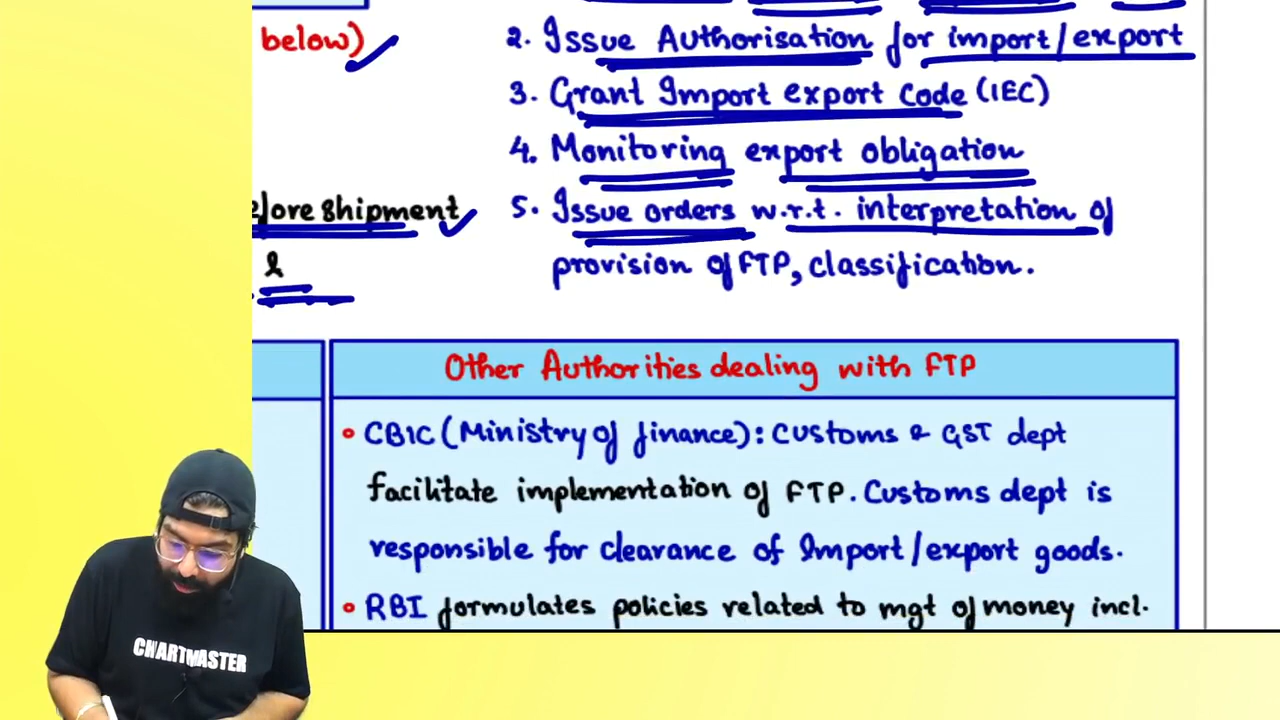 below)
2. Issue Authorisation for import/export
3. Grant Import export Code (IEC)
4. Monitoring export obligation
before shipment
5. Issue orders w.r.t. interpretation of
&
provision of FTP, classification.
Other Authorities dealing with FTP
• CBIC (Ministry of finance): Customs & GST dept
facilitate implementation of FTP. Customs dept is
responsible for clearance of Import/export goods.
• RBI formulates policies related to mgt of money incl.
CHARTMASTER